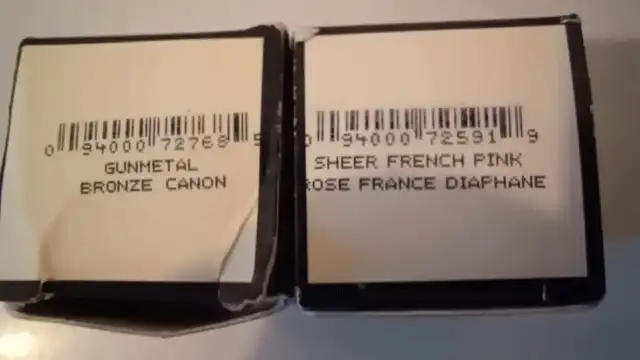 0 94000 72768 5
GUNMETAL
BRONZE CANON
0 94000 72591 9
SHEER FRENCH PINK
ROSE FRANCE DIAPHANE